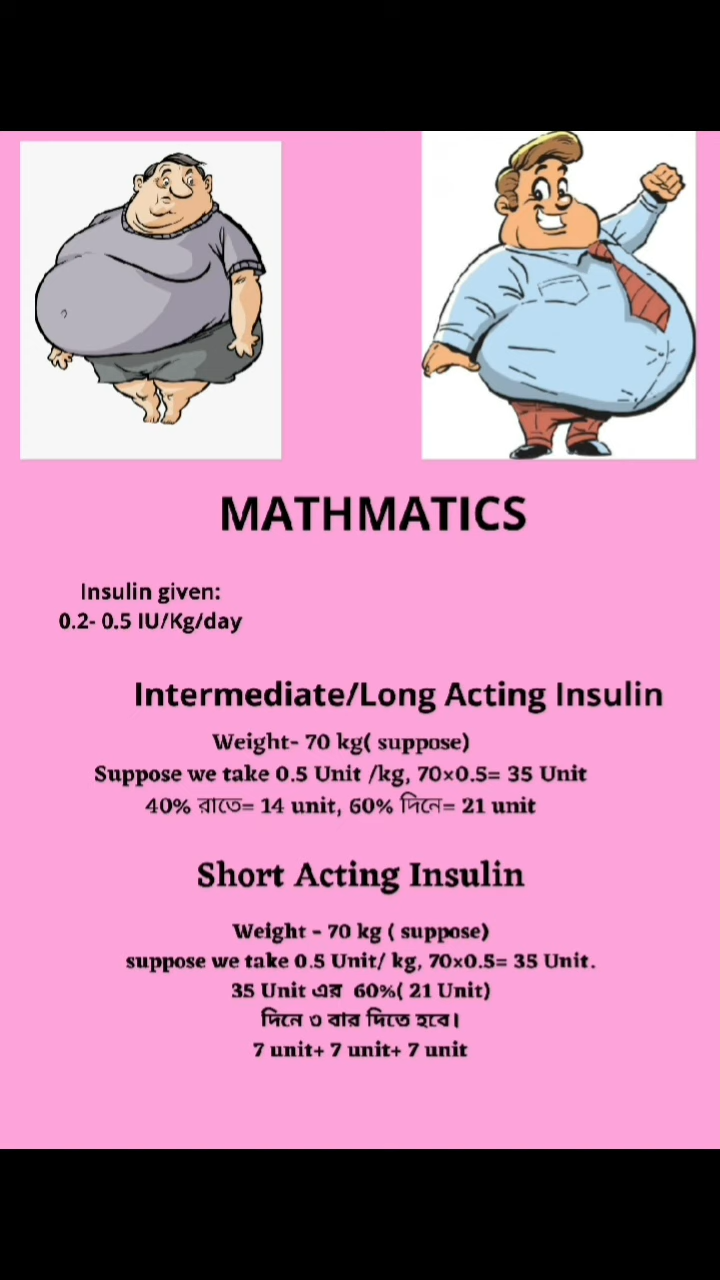 MATHMATICS
Insulin given:
0.2- 0.5 IU/Kg/day
Intermediate/Long Acting Insulin
Weight- 70 kg( suppose)
Suppose we take 0.5 Unit /kg, 70×0.5= 35 Unit
40% রাতে= 14 unit, 60% দিনে= 21 unit
Short Acting Insulin
Weight - 70 kg ( suppose)
suppose we take 0.5 Unit/ kg, 70×0.5= 35 Unit.
35 Unit এর 60%( 21 Unit)
দিনে ৩ বার দিতে হবে।
7 unit+ 7 unit+ 7 unit